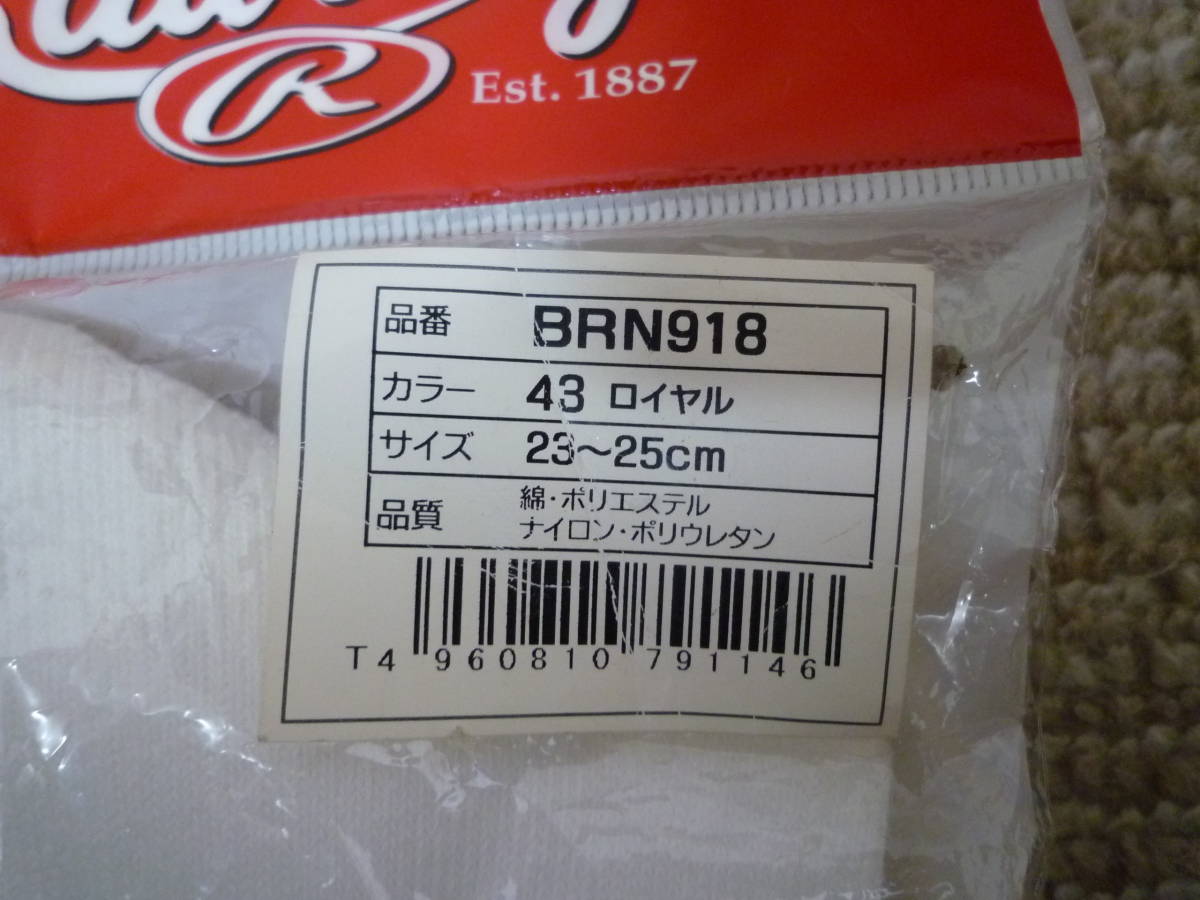 R
Est. 1887
品番 BRN918
カラー 43 ロイヤル
サイズ 23～25cm
品質 綿・ポリエステル
ナイロン・ポリウレタン
T4 960810 791146